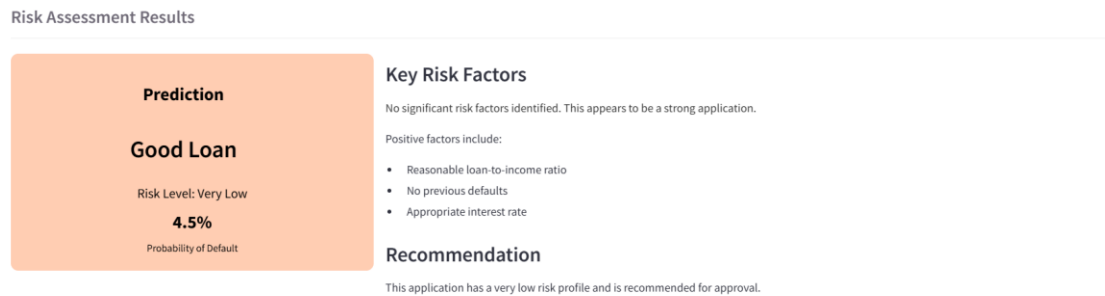 Risk Assessment Results
Prediction
Good Loan
Risk Level: Very Low
4.5%
Probability of Default
Key Risk Factors
No significant risk factors identified. This appears to be a strong application.
Positive factors include:
• Reasonable loan-to-income ratio
• No previous defaults
• Appropriate interest rate
Recommendation
This application has a very low risk profile and is recommended for approval.